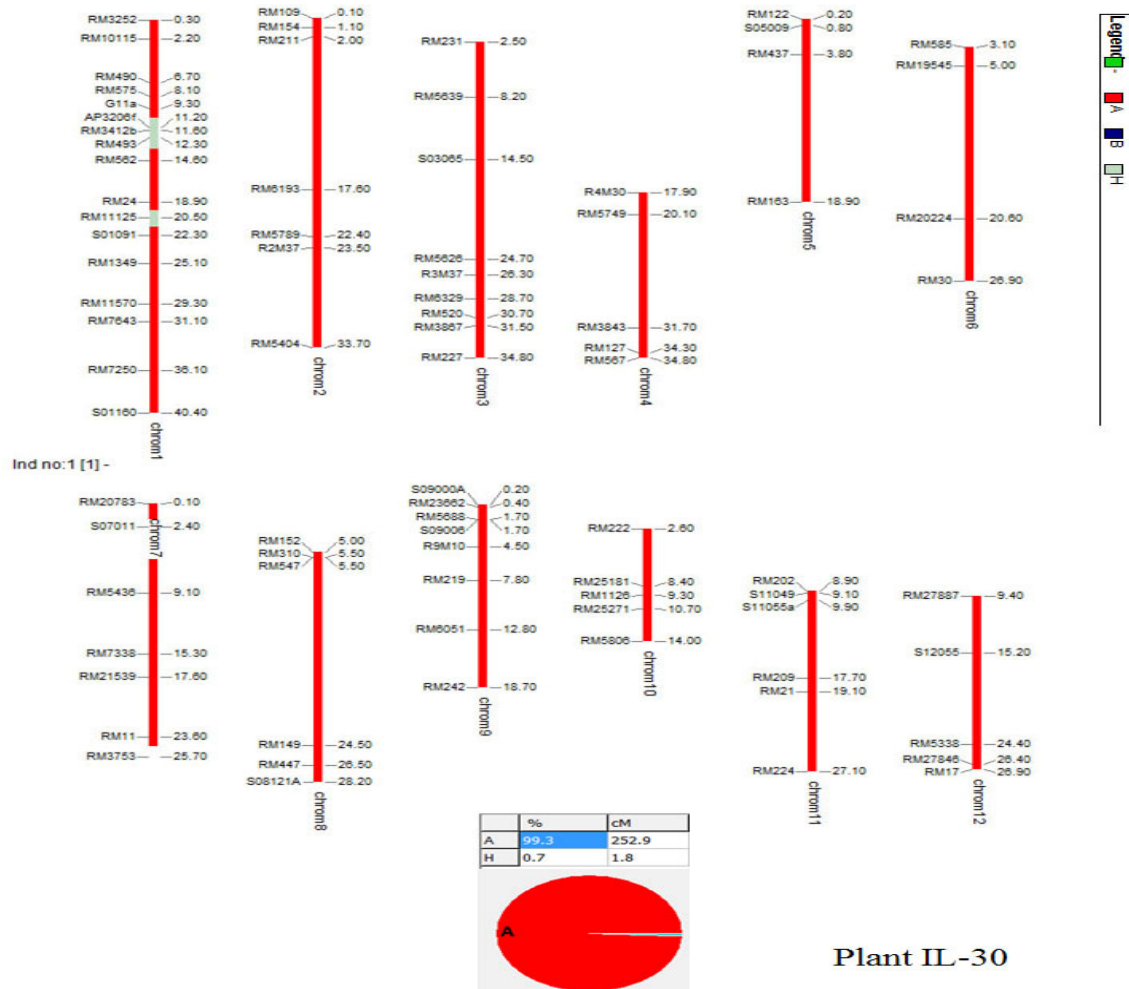 RM3252 0.30
RM10115 2.20
RM490 6.70
RM575 8.10
G11a 9.30
AP3206f 11.20
RM3412b 11.60
RM493 12.30
RM562 14.60
RM24 18.90
RM11125 20.50
S01091 22.30
RM1349 25.10
RM11570 29.30
RM7643 31.10
RM7250 36.10
S01160 40.40
chrom1
RM109 0.10
RM154 1.10
RM211 2.00
RM6193 17.60
RM5789 22.40
R2M37 23.50
RM5404 33.70
chrom2
RM231 2.50
RM5639 8.20
S03065 14.50
RM5626 24.70
R3M37 26.30
RM6329 28.70
RM520 30.70
RM3867 31.50
RM227 34.80
chrom3
R4M30 17.90
RM5749 20.10
RM3843 31.70
RM127 34.30
RM567 34.80
chrom4
RM122 0.20
S05009 0.80
RM437 3.80
RM163 18.90
chrom5
RM585 3.10
RM19545 5.00
RM20224 20.60
RM30 26.90
chrom6
Legend
-
A
B
H
Ind no:1 [1] -
RM20783 0.10
S07011 2.40
chrom7
RM5436 9.10
RM7338 15.30
RM21539 17.60
RM11 23.60
RM3753 25.70
RM152 5.00
RM310 5.50
RM547 5.50
RM149 24.50
RM447 26.50
S08121A 28.20
chrom8
S09000A 0.20
RM23662 0.40
RM5688 1.70
S09006 1.70
R9M10 4.50
RM219 7.80
RM6051 12.80
RM242 18.70
chrom9
RM222 2.60
RM25181 8.40
RM1126 9.30
RM25271 10.70
RM5806 14.00
chrom10
RM202 8.90
S11049 9.10
S11055a 9.90
RM209 17.70
RM21 19.10
RM224 27.10
chrom11
RM27887 9.40
S12055 15.20
RM5338 24.40
RM27846 26.40
RM17 26.90
chrom12
% cM
A 99.3 252.9
H 0.7 1.8
A
Plant IL-30